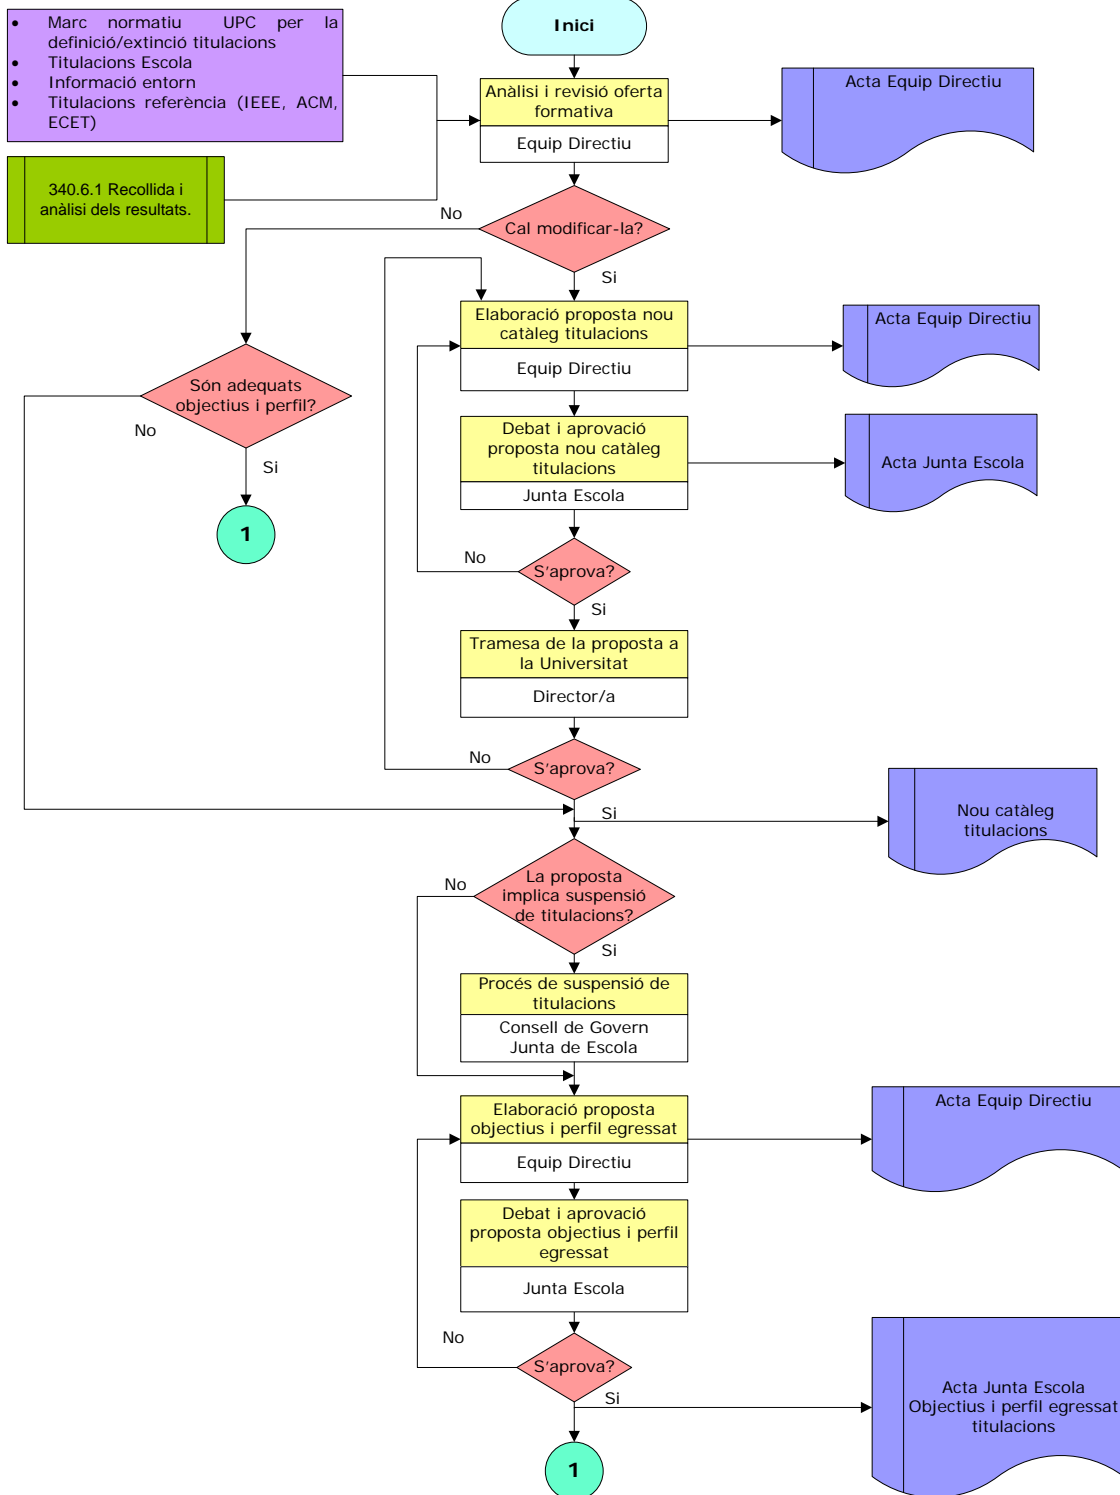 Inici
• Marc normatiu UPC per la
definició/extinció titulacions
• Titulacions Escola
• Informació entorn
• Titulacions referència (IEEE, ACM,
ECET)
Anàlisi i revisió oferta
formativa
Equip Directiu
Acta Equip Directiu
340.6.1 Recollida i
anàlisi dels resultats.
No
Cal modificar-la?
Si
Elaboració proposta nou
catàleg titulacions
Equip Directiu
Acta Equip Directiu
Són adequats
objectius i perfil?
No
Si
1
Debat i aprovació
proposta nou catàleg
titulacions
Junta Escola
Acta Junta Escola
No
S'aprova?
Si
Tramesa de la proposta a
la Universitat
Director/a
No
S'aprova?
Si
Nou catàleg
titulacions
No
La proposta
implica suspensió
de titulacions?
Si
Procés de suspensió de
titulacions
Consell de Govern
Junta de Escola
Elaboració proposta
objectius i perfil egressat
Equip Directiu
Acta Equip Directiu
Debat i aprovació
proposta objectius i perfil
egressat
Junta Escola
No
S'aprova?
Si
Acta Junta Escola
Objectius i perfil egressat
titulacions
1